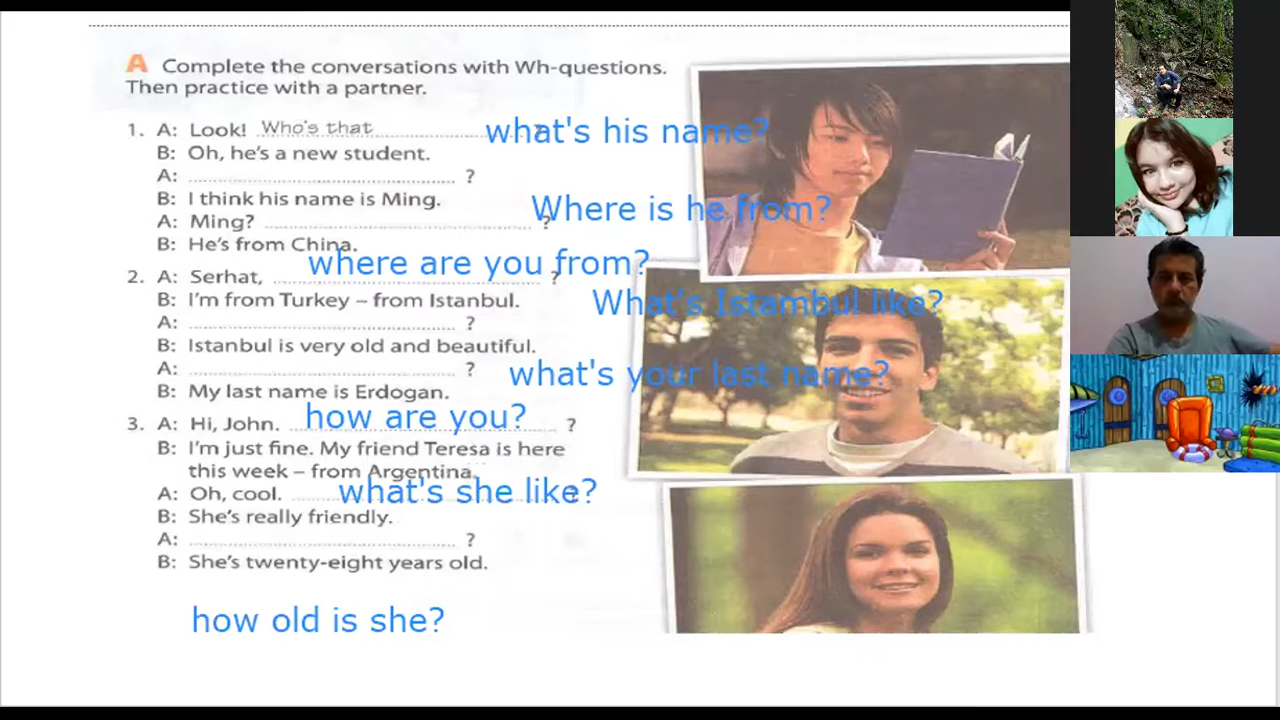 A Complete the conversations with Wh-questions.
Then practice with a partner.
1. A: Look! Who's that ? what's his name?
B: Oh, he's a new student.
A: ?
B: I think his name is Ming. Where is he from?
A: Ming? ?
B: He's from China.
where are you from?
2. A: Serhat, ?
B: I'm from Turkey – from Istanbul. What's Istambul like?
A: ?
B: Istanbul is very old and beautiful.
A: ? what's your last name?
B: My last name is Erdogan.
3. A: Hi, John. how are you? ?
B: I'm just fine. My friend Teresa is here
this week – from Argentina.
A: Oh, cool. what's she like? ?
B: She's really friendly.
A: ?
B: She's twenty-eight years old.
how old is she?